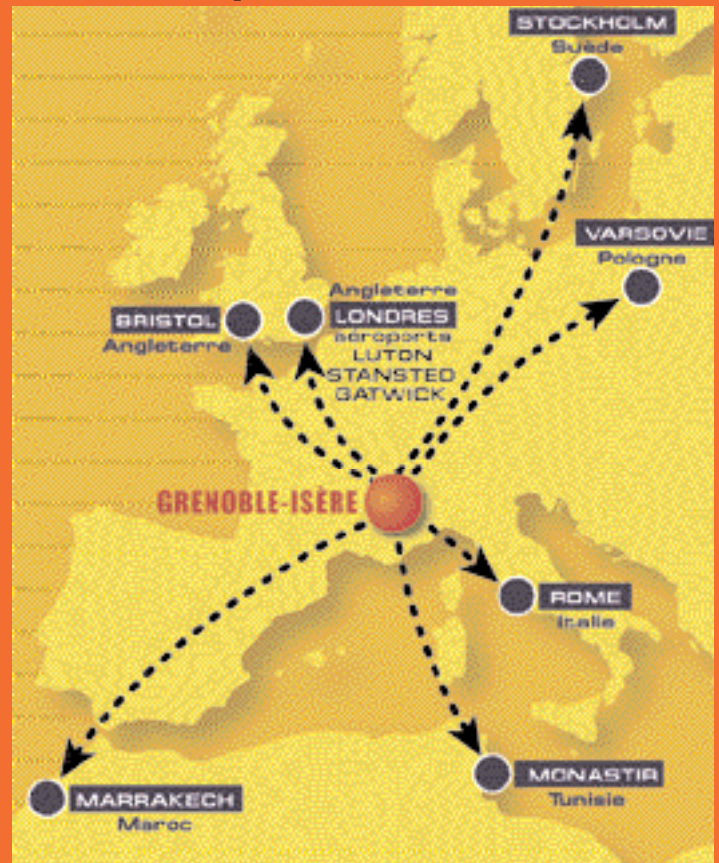 STOCKHOLM
Suède
VARSOVIE
Pologne
BRISTOL
Angleterre
Angleterre
LONDRES
aéroports
LUTON
STANSTED
GATWICK
GRENOBLE-ISÈRE
ROME
Italie
MONASTIR
Tunisie
MARRAKECH
Maroc